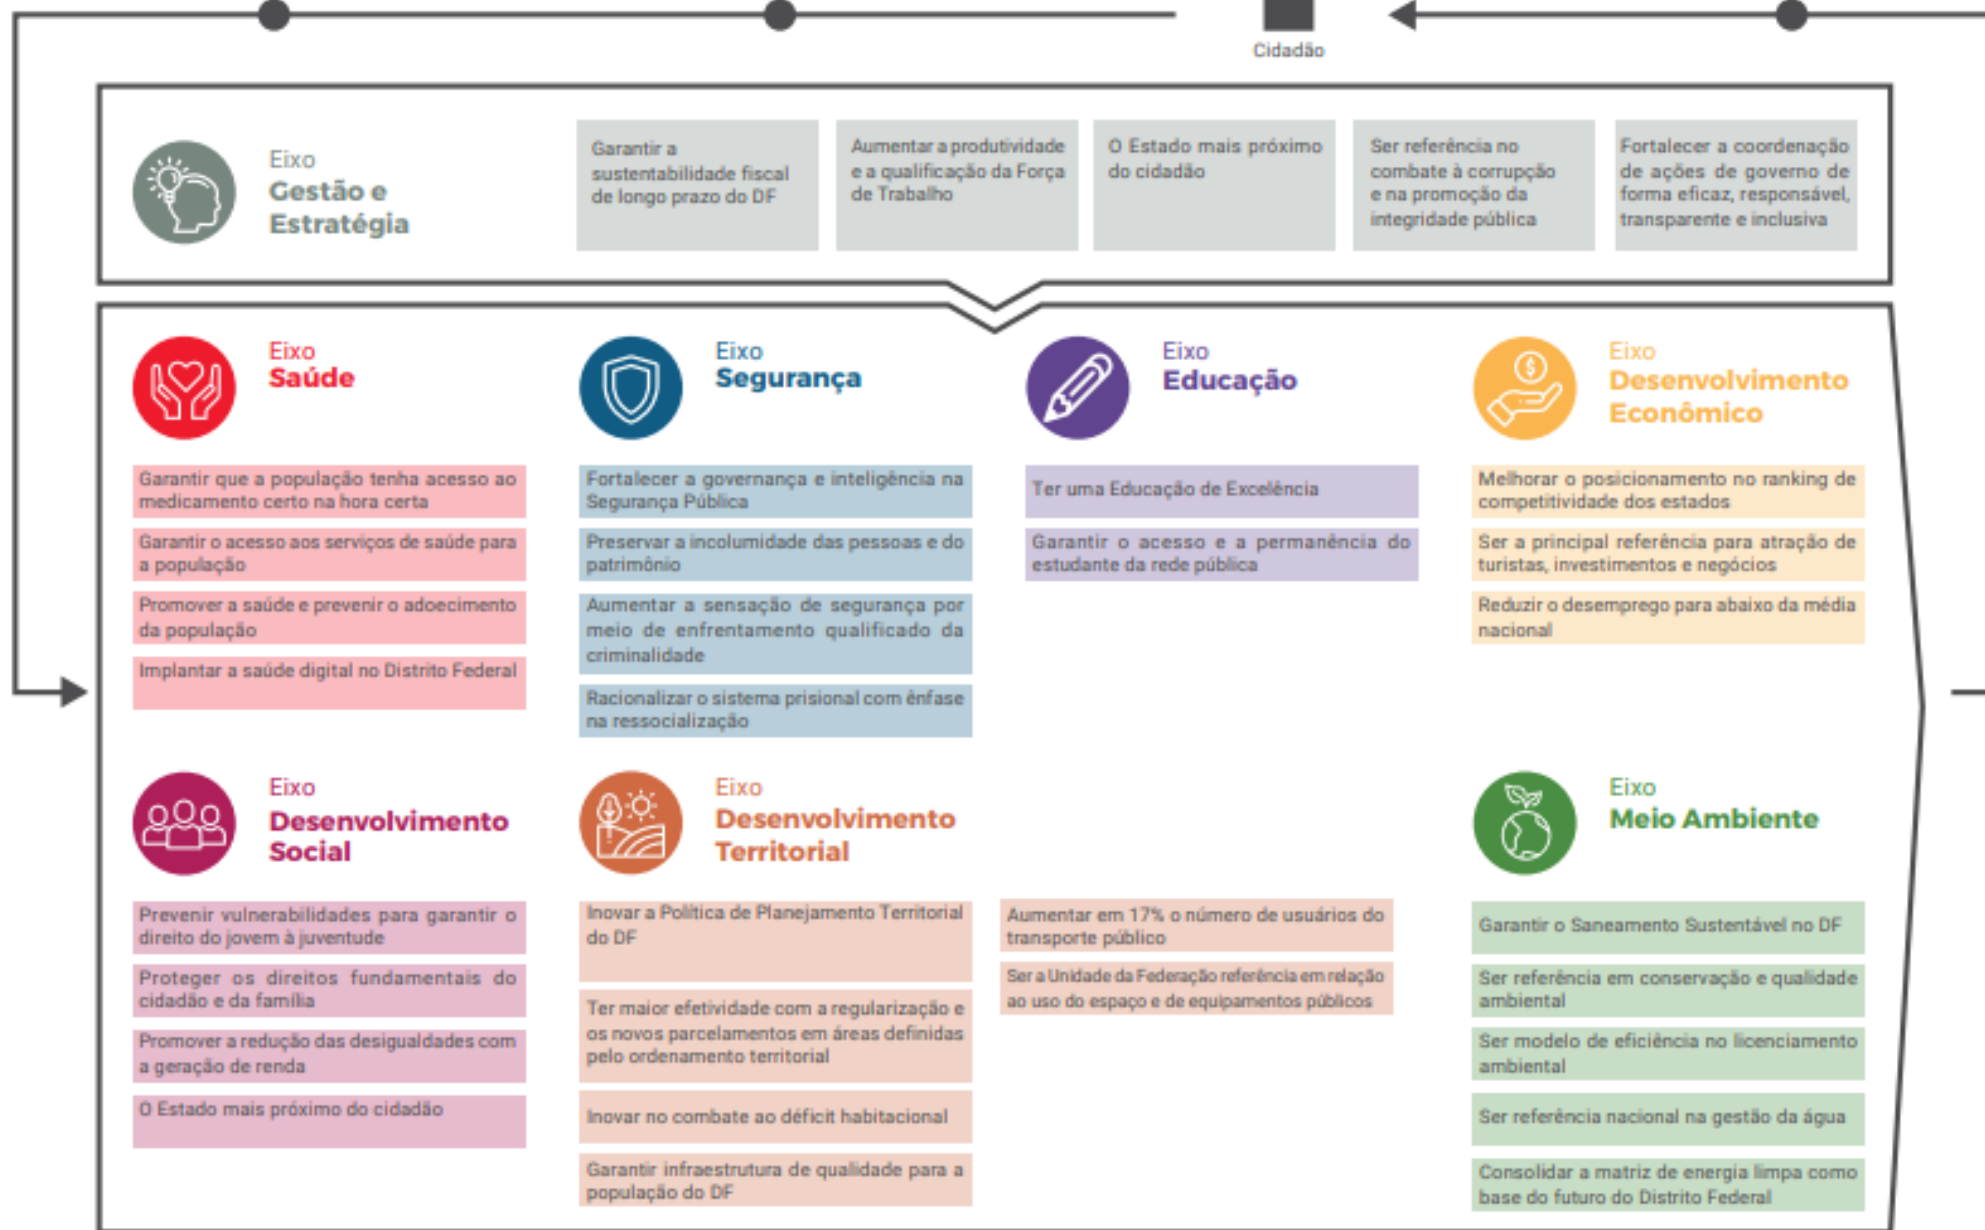 Cidadão
Eixo
Gestão e
Estratégia
Garantir a
sustentabilidade fiscal
de longo prazo do DF
Aumentar a produtividade
e a qualificação da Força
de Trabalho
O Estado mais próximo
do cidadão
Ser referência no
combate à corrupção
e na promoção da
integridade pública
Fortalecer a coordenação
de ações de governo de
forma eficaz, responsável,
transparente e inclusiva
Eixo
Saúde
Garantir que a população tenha acesso ao
medicamento certo na hora certa
Garantir o acesso aos serviços de saúde para
a população
Promover a saúde e prevenir o adoecimento
da população
Implantar a saúde digital no Distrito Federal
Eixo
Segurança
Fortalecer a governança e inteligência na
Segurança Pública
Preservar a incolumidade das pessoas e do
patrimônio
Aumentar a sensação de segurança por
meio de enfrentamento qualificado da
criminalidade
Racionalizar o sistema prisional com ênfase
na ressocialização
Eixo
Educação
Ter uma Educação de Excelência
Garantir o acesso e a permanência do
estudante da rede pública
Eixo
Desenvolvimento
Econômico
Melhorar o posicionamento no ranking de
competitividade dos estados
Ser a principal referência para atração de
turistas, investimentos e negócios
Reduzir o desemprego para abaixo da média
nacional
Eixo
Desenvolvimento
Social
Prevenir vulnerabilidades para garantir o
direito do jovem à juventude
Proteger os direitos fundamentais do
cidadão e da família
Promover a redução das desigualdades com
a geração de renda
O Estado mais próximo do cidadão
Eixo
Desenvolvimento
Territorial
Inovar a Política de Planejamento Territorial
do DF
Ter maior efetividade com a regularização e
os novos parcelamentos em áreas definidas
pelo ordenamento territorial
Inovar no combate ao déficit habitacional
Garantir infraestrutura de qualidade para a
população do DF
Aumentar em 17% o número de usuários do
transporte público
Ser a Unidade da Federação referência em relação
ao uso do espaço e de equipamentos públicos
Eixo
Meio Ambiente
Garantir o Saneamento Sustentável no DF
Ser referência em conservação e qualidade
ambiental
Ser modelo de eficiência no licenciamento
ambiental
Ser referência nacional na gestão da água
Consolidar a matriz de energia limpa como
base do futuro do Distrito Federal